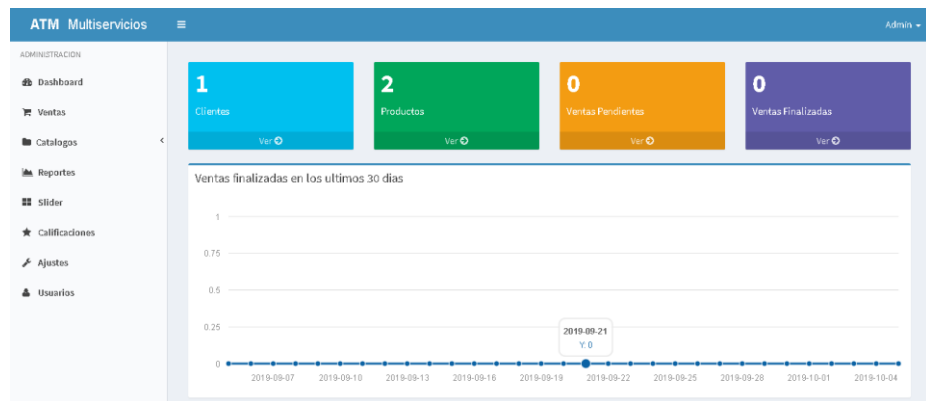 ATM Multiservicios
Admin
ADMINISTRACION
Dashboard
Ventas
Catalogos
Reportes
Slider
Calificaciones
Ajustes
Usuarios
1
Clientes
Ver
2
Productos
Ver
0
Ventas Pendientes
Ver
0
Ventas Finalizadas
Ver
Ventas finalizadas en los ultimos 30 dias
1
0.75
0.5
0.25
0
2019-09-21
Y: 0
2019-09-07 2019-09-10 2019-09-13 2019-09-16 2019-09-19 2019-09-22 2019-09-25 2019-09-28 2019-10-01 2019-10-04